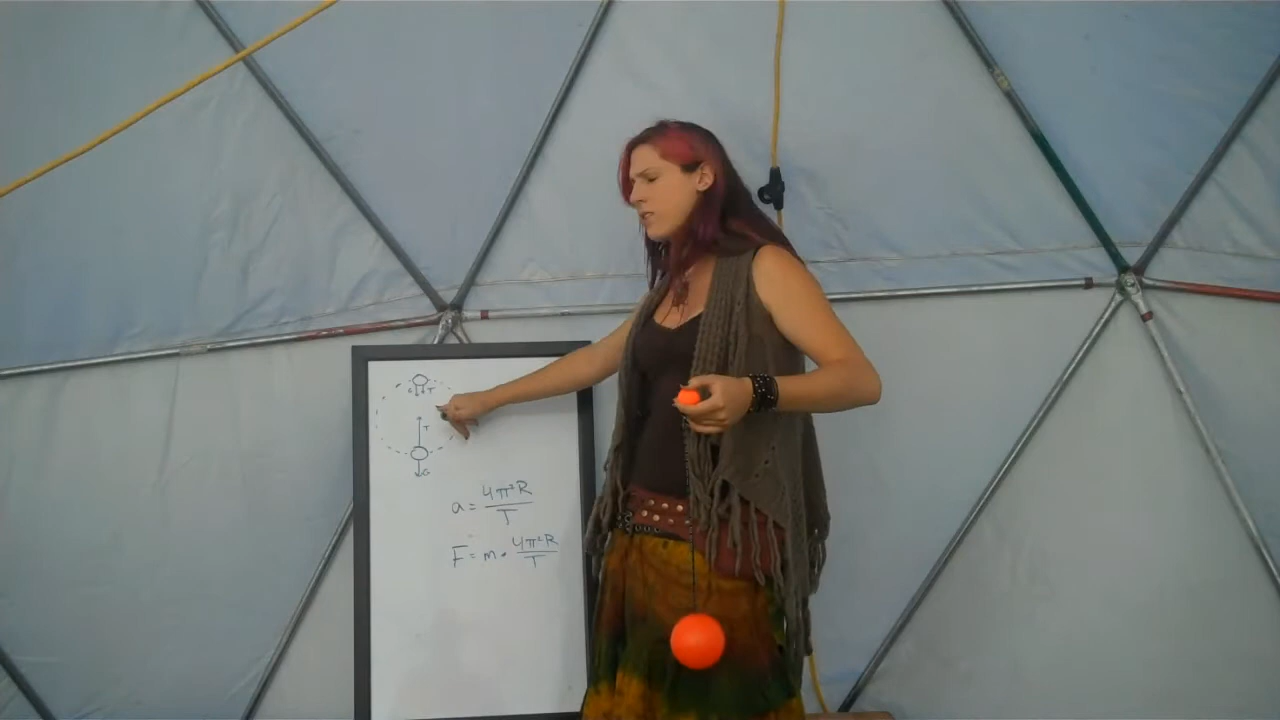 G T
T
G
a = 4π²R / T
F = m • 4π²R / T